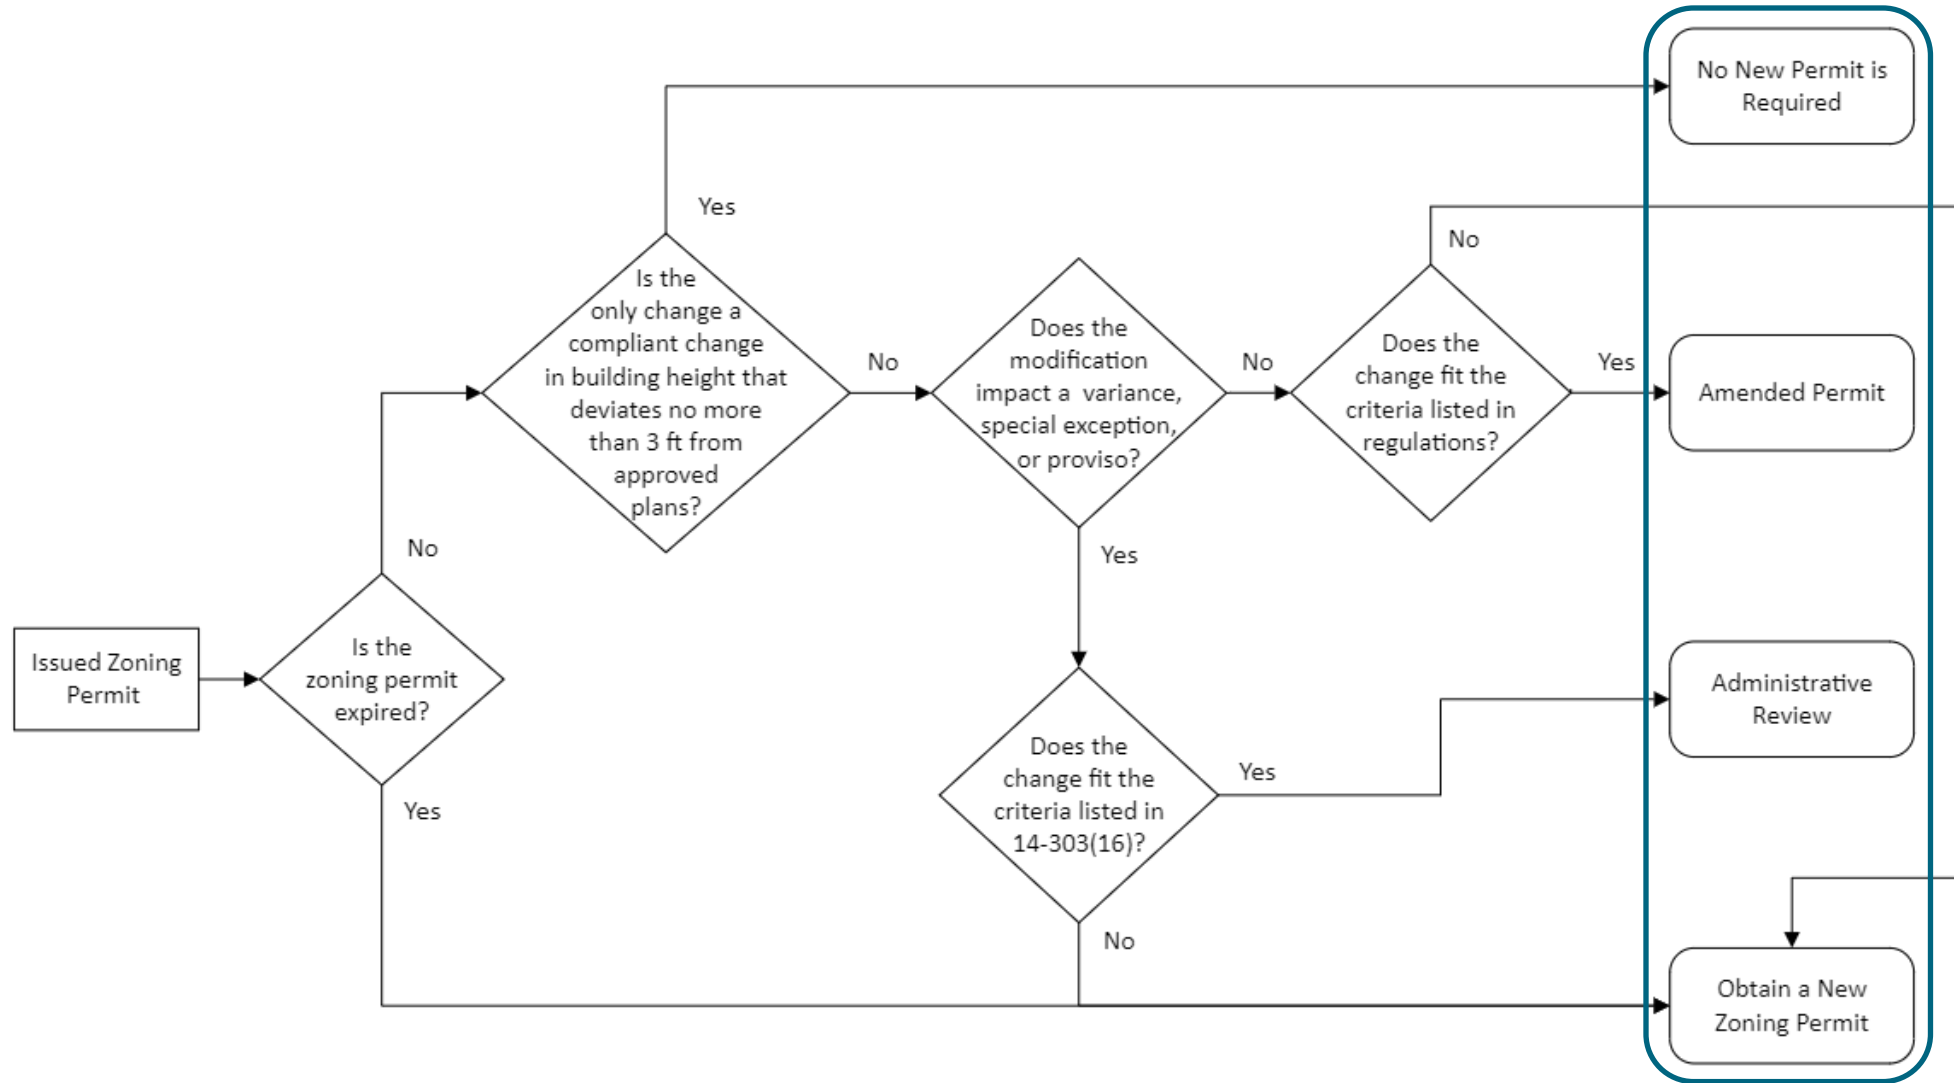 No New Permit is
Required
Yes
No
Is the
only change a
compliant change
in building height that
deviates no more
than 3 ft from
approved
plans?
No
Does the
modification
impact a  variance,
special exception,
or proviso?
No
Does the
change fit the
criteria listed in
regulations?
Yes
Amended Permit
No
Yes
Issued Zoning
Permit
Is the
zoning permit
expired?
Administrative
Review
Does the
change fit the
criteria listed in
14-303(16)?
Yes
Yes
No
Obtain a New
Zoning Permit